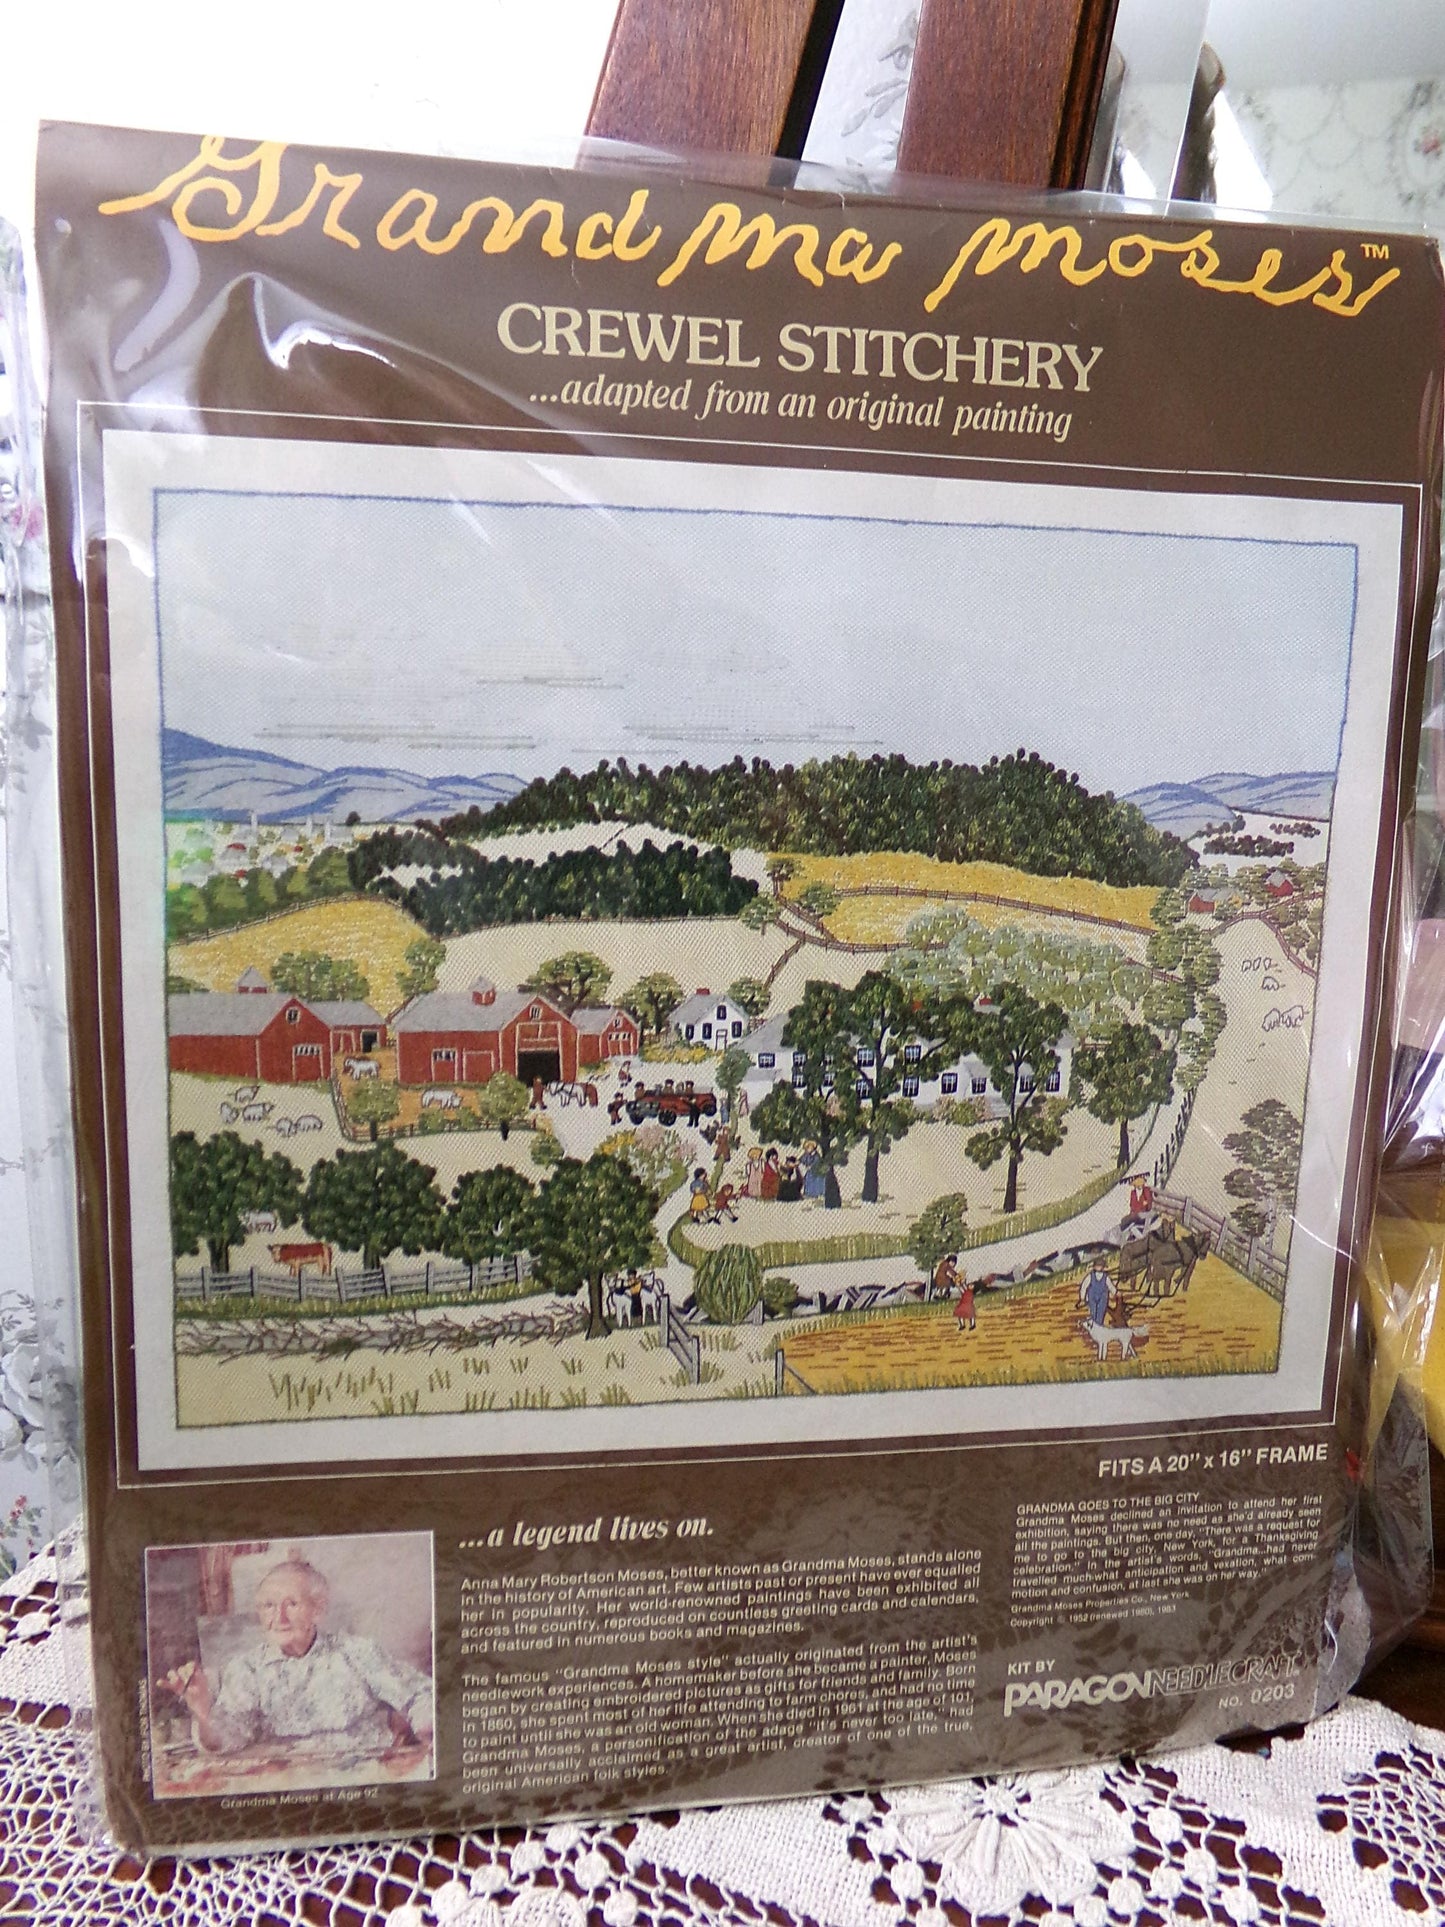 Grandma Moses™
CREWEL STITCHERY
...adapted from an original painting
FITS A 20" x 16" FRAME
...a legend lives on.
Anna Mary Robertson Moses, better known as Grandma Moses, stands alone
in the history of American art. Few artists past or present have ever equalled
her in popularity. Her world-renowned paintings have been exhibited all
across the country, reproduced on countless greeting cards and calendars,
and featured in numerous books and magazines.
The famous "Grandma Moses style" actually originated from the artist's
needlework experiences. A homemaker before she became a painter, Moses
began by creating embroidered pictures as gifts for friends and family. Born
in 1860, she spent most of her life attending to farm chores, and had no time
to paint until she was an old woman. When she died in 1961 at the age of 101,
Grandma Moses, a personification of the adage "it's never too late," had
been universally acclaimed as a great artist, creator of one of the true,
original American folk styles.
Grandma Moses at Age 92
GRANDMA GOES TO THE BIG CITY
Grandma Moses declined an invitation to attend her first
exhibition, saying there was no need as she'd already seen
all the paintings. But then, one day, "There was a request for
me to go to the big city, New York, for a Thanksgiving
celebration." In the artist's words, "Grandma...had never
travelled much-what anticipation and vexation, what com-
motion and confusion, at last she was on her way."
Grandma Moses Properties Co., New York
Copyright © 1952 (renewed 1980), 1983
KIT BY
PARAGON NEEDLECRAFT
NO. 0203